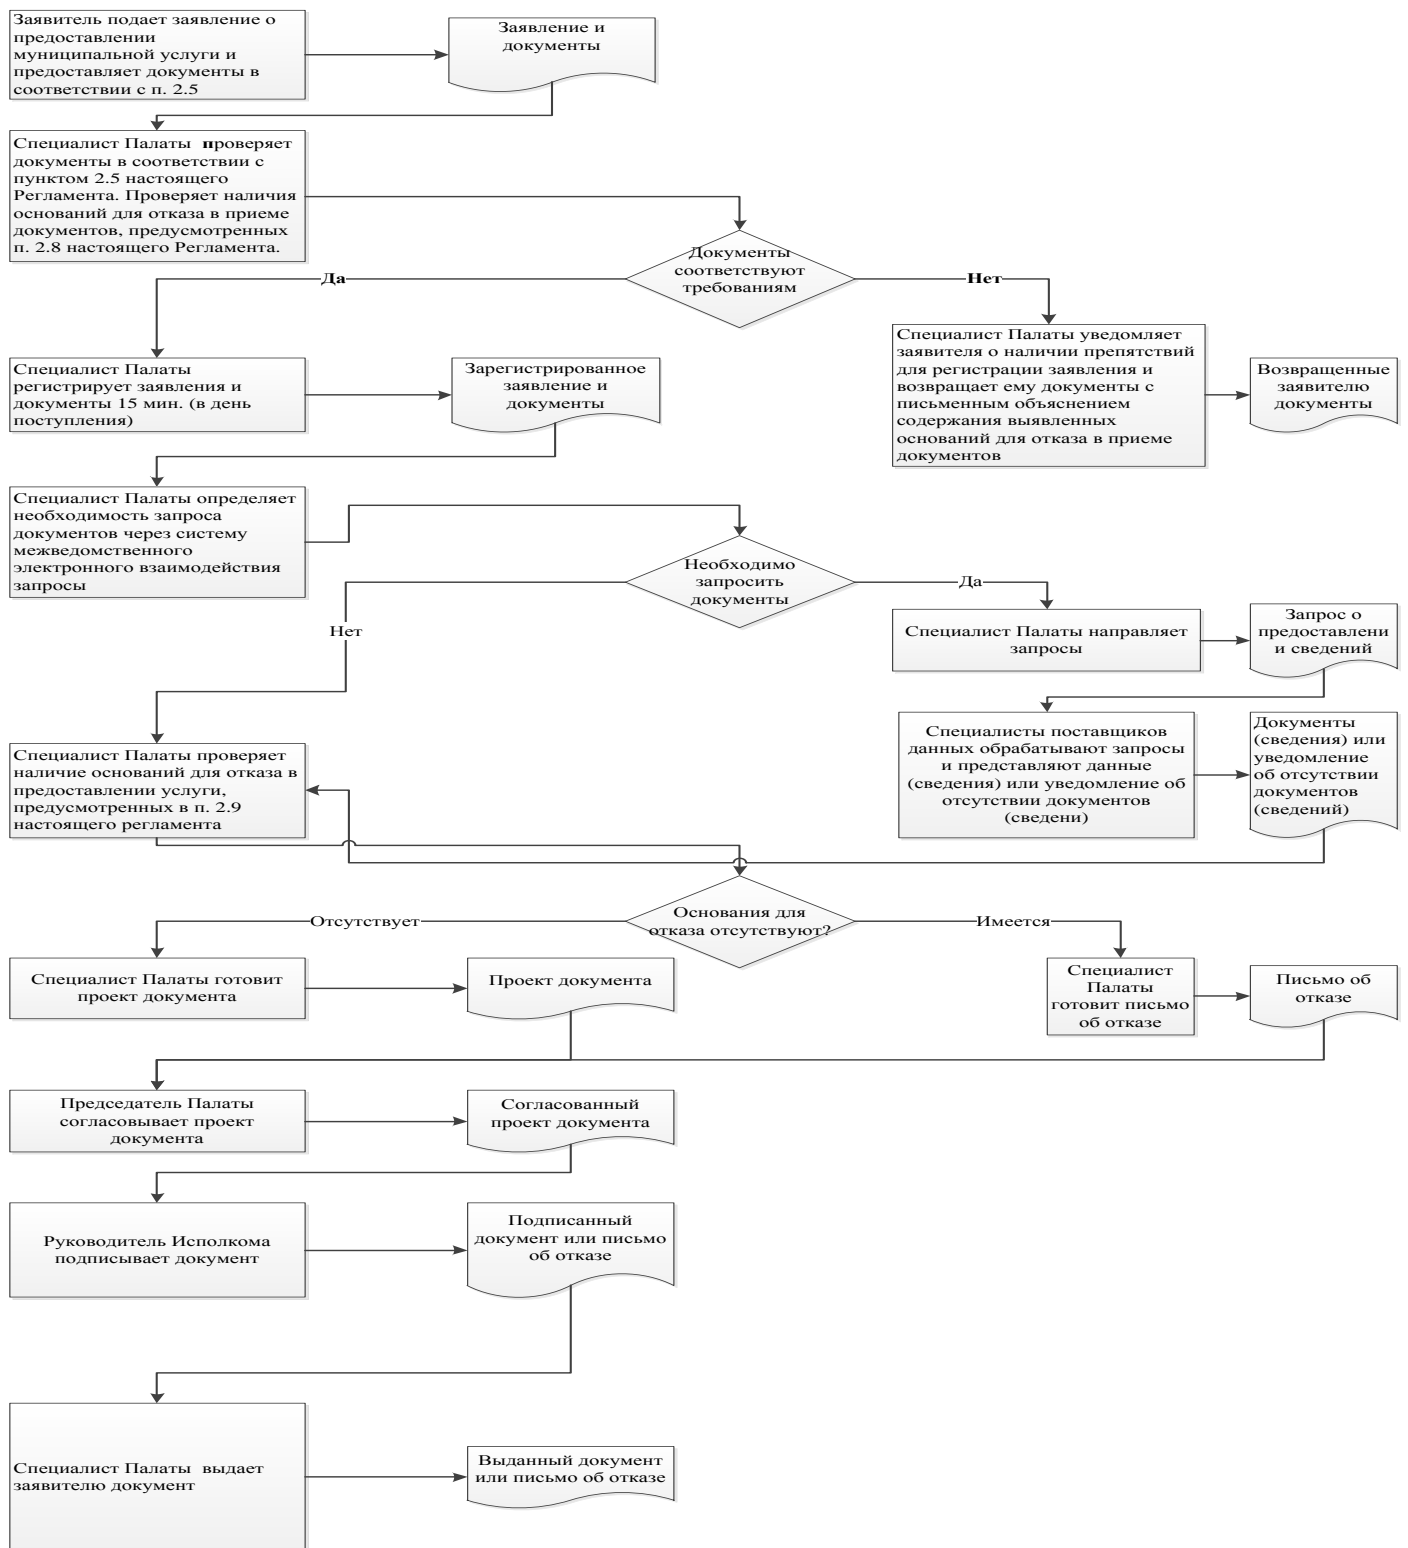 Заявитель подает заявление о
предоставлении
муниципальной услуги и
предоставляет документы в
соответствии с п. 2.5
Заявление и
документы
Специалист Палаты проверяет
документы в соответствии с
пунктом 2.5 настоящего
Регламента. Проверяет наличия
оснований для отказа в приеме
документов, предусмотренных
п. 2.8 настоящего Регламента.
Документы
соответствуют
требованиям
Да
Нет
Специалист Палаты
регистрирует заявления и
документы 15 мин. (в день
поступления)
Зарегистрированное
заявление и
документы
Специалист Палаты уведомляет
заявителя о наличии препятствий
для регистрации заявления и
возвращает ему документы с
письменным объяснением
содержания выявленных
оснований для отказа в приеме
документов
Возвращенные
заявителю
документы
Специалист Палаты определяет
необходимость запроса
документов через систему
межведомственного
электронного взаимодействия
запросы
Необходимо
запросить
документы
Да
Нет
Специалист Палаты направляет
запросы
Запрос о
предоставлени
и сведений
Специалисты поставщиков
данных обрабатывают запросы
и представляют данные
(сведения) или уведомление об
отсутствии документов
(сведени)
Документы
(сведения) или
уведомление
об отсутствии
документов
(сведений)
Специалист Палаты проверяет
наличие оснований для отказа в
предоставлении услуги,
предусмотренных в п. 2.9
настоящего регламента
Основания для
отказа отсутствуют?
Отсутствует
Имеется
Специалист Палаты готовит
проект документа
Проект документа
Специалист
Палаты
готовит письмо
об отказе
Письмо об
отказе
Председатель Палаты
согласовывает проект
документа
Согласованный
проект документа
Руководитель Исполкома
подписывает документ
Подписанный
документ или письмо
об отказе
Специалист Палаты выдает
заявителю документ
Выданный документ
или письмо об отказе